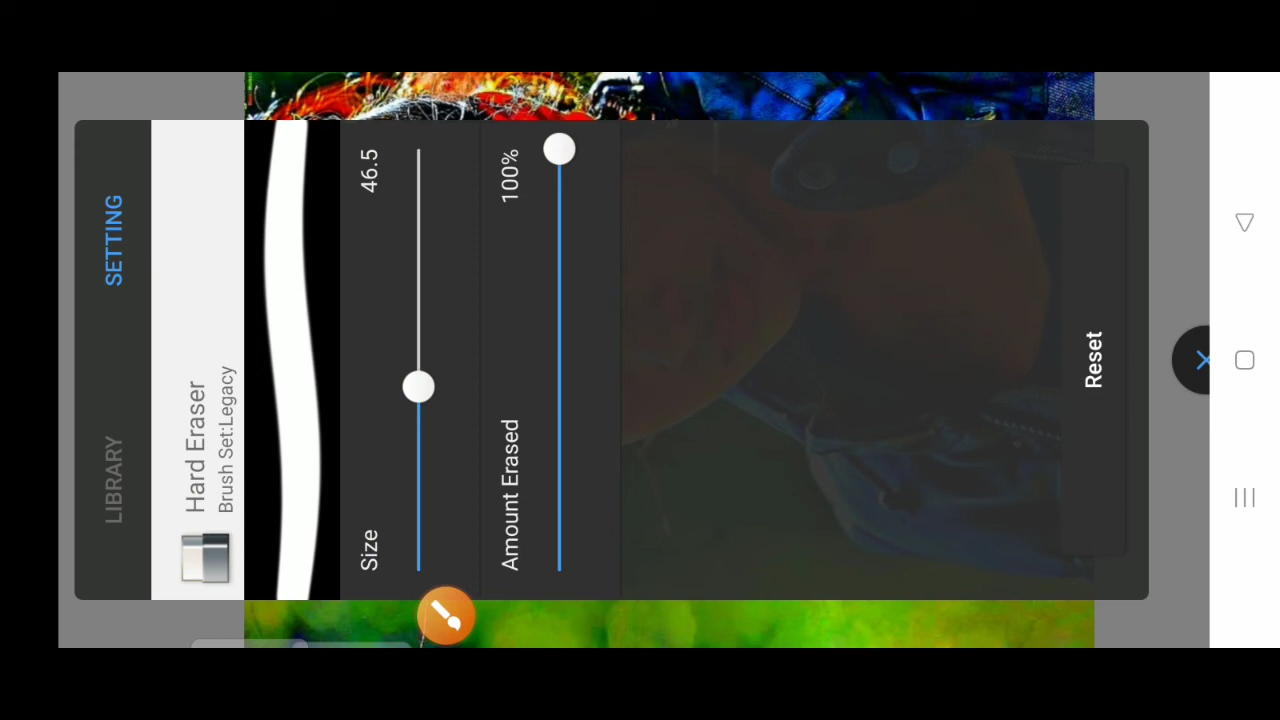 LIBRARY
SETTING
Hard Eraser
Brush Set:Legacy
Size
46.5
Amount Erased
100%
Reset